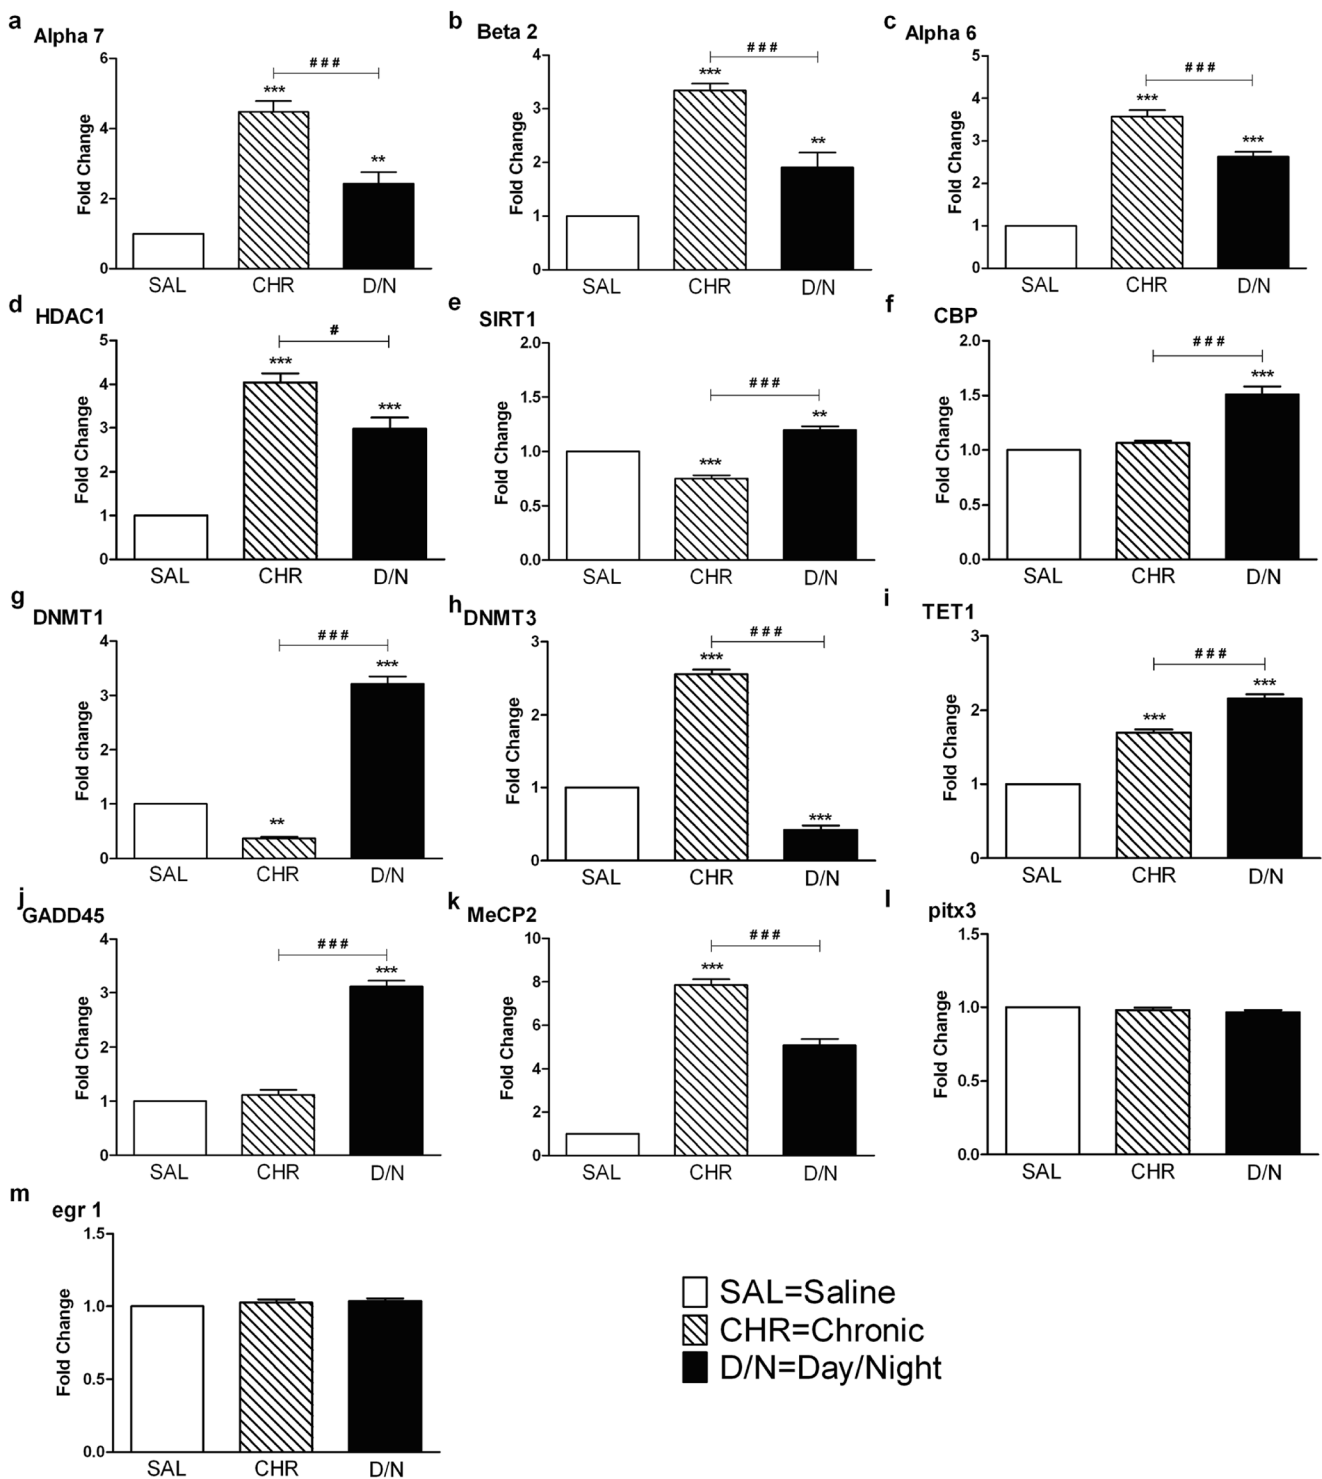 a
Alpha 7
6
4
2
0
Fold Change
***
**
# # #
SAL
CHR
D/N
b
Beta 2
4
3
2
1
0
Fold Change
***
**
# # #
SAL
CHR
D/N
c
Alpha 6
5
4
3
2
1
0
Fold Change
***
***
# # #
SAL
CHR
D/N
d
HDAC1
5
4
3
2
1
0
Fold Change
***
***
#
SAL
CHR
D/N
e
SIRT1
2.0
1.5
1.0
0.5
0.0
Fold Change
***
**
# # #
SAL
CHR
D/N
f
CBP
2.0
1.5
1.0
0.5
0.0
Fold Change
***
# # #
SAL
CHR
D/N
g
DNMT1
4
3
2
1
0
Fold change
**
***
# # #
SAL
CHR
D/N
h
DNMT3
3
2
1
0
Fold Change
***
***
# # #
SAL
CHR
D/N
i
TET1
3
2
1
0
Fold Change
***
***
# # #
SAL
CHR
D/N
j
GADD45
4
3
2
1
0
Fold Change
***
# # #
SAL
CHR
D/N
k
MeCP2
10
8
6
4
2
0
Fold Change
***
# # #
SAL
CHR
D/N
l
pitx3
1.5
1.0
0.5
0.0
Fold Change
SAL
CHR
D/N
m
egr 1
1.5
1.0
0.5
0.0
Fold Change
SAL
CHR
D/N
SAL=Saline
CHR=Chronic
D/N=Day/Night